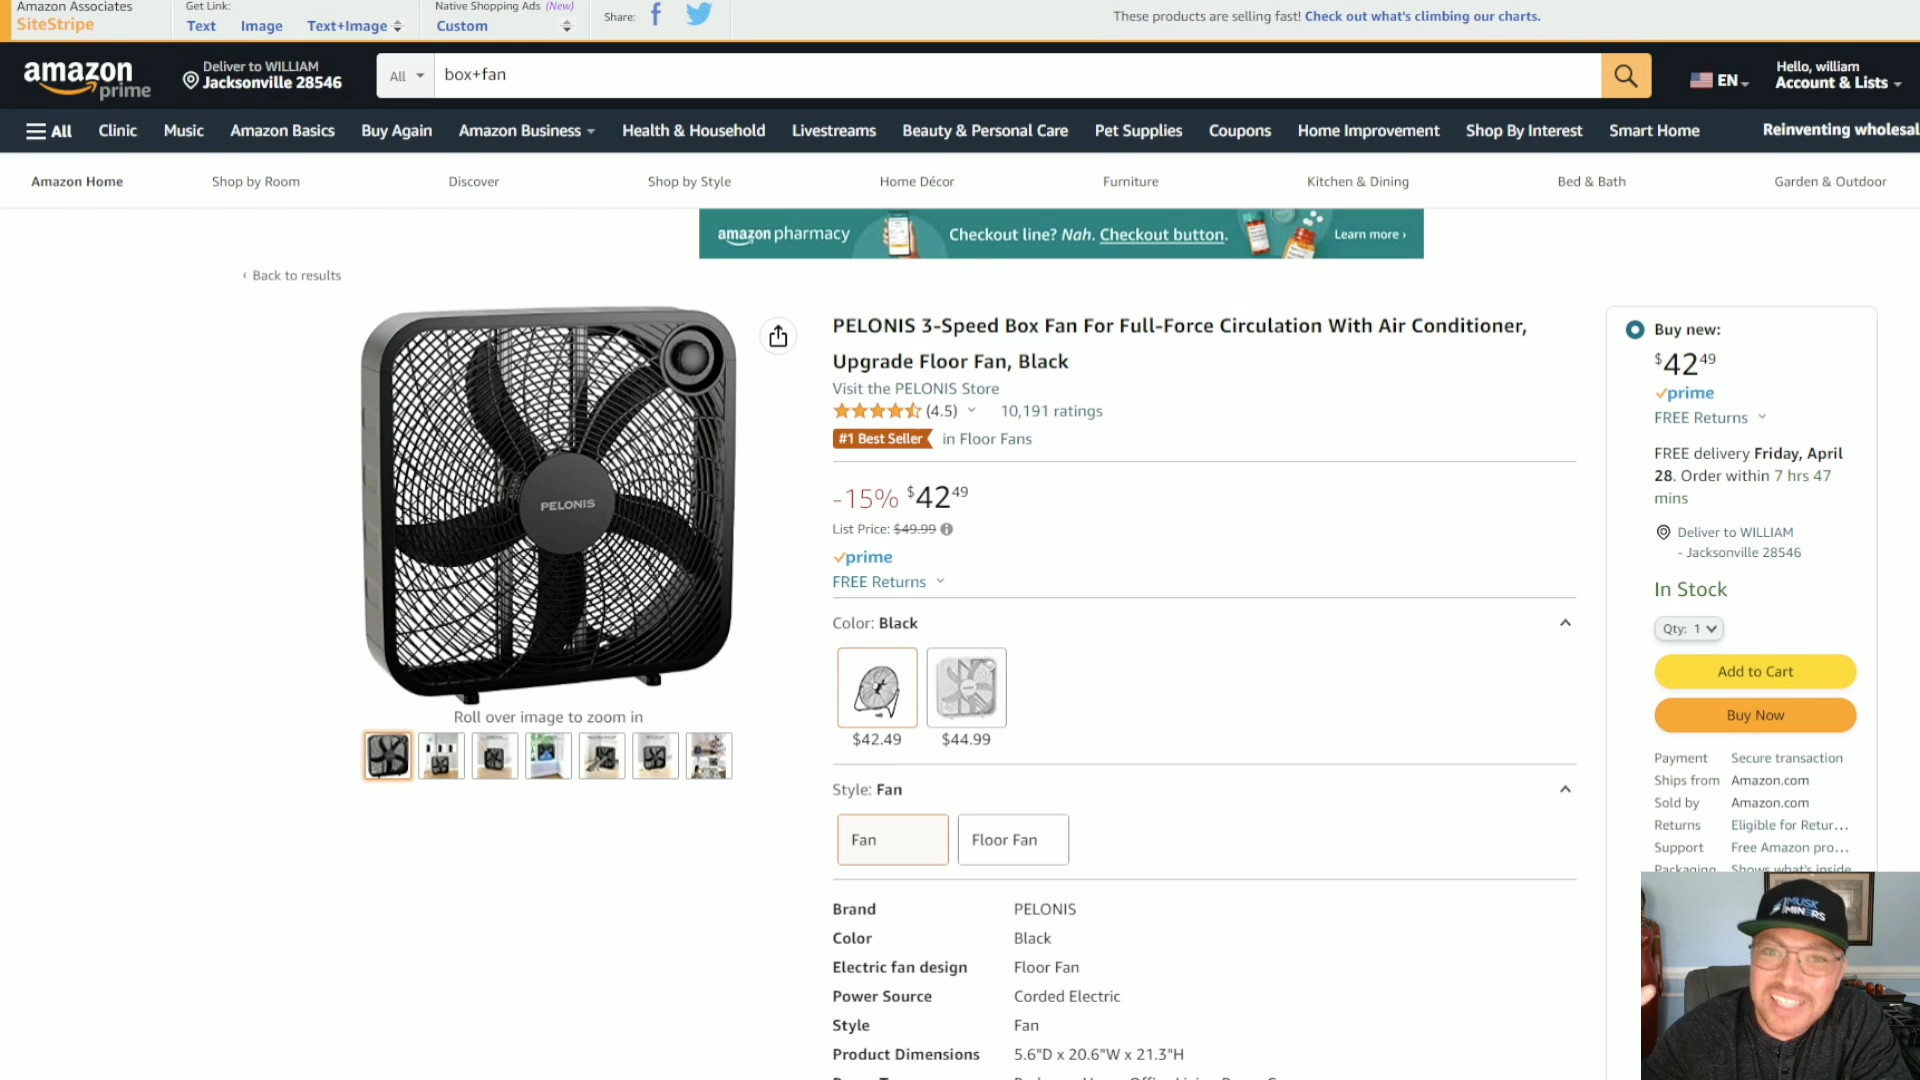 Amazon Associates
SiteStripe
Get Link:
Text Image Text+Image
Native Shopping Ads (New)
Custom
Share:
These products are selling fast! Check out what's climbing our charts.
amazon prime
Deliver to WILLIAM
Jacksonville 28546
All
box+fan
EN
Hello, william
Account & Lists
All Clinic Music Amazon Basics Buy Again Amazon Business Health & Household Livestreams Beauty & Personal Care Pet Supplies Coupons Home Improvement Shop By Interest Smart Home Reinventing wholesal
Amazon Home Shop by Room Discover Shop by Style Home Décor Furniture Kitchen & Dining Bed & Bath Garden & Outdoor
amazon pharmacy Checkout line? Nah. Checkout button. Learn more ›
‹ Back to results
PELONIS
Roll over image to zoom in
PELONIS 3-Speed Box Fan For Full-Force Circulation With Air Conditioner,
Upgrade Floor Fan, Black
Visit the PELONIS Store
(4.5) 10,191 ratings
#1 Best Seller in Floor Fans
-15% $42 49
List Price: $49.99
prime
FREE Returns
Color: Black
$42.49 $44.99
Style: Fan
Fan Floor Fan
Brand PELONIS
Color Black
Electric fan design Floor Fan
Power Source Corded Electric
Style Fan
Product Dimensions 5.6"D x 20.6"W x 21.3"H
Buy new:
$42 49
prime
FREE Returns
FREE delivery Friday, April
28. Order within 7 hrs 47
mins
Deliver to WILLIAM
- Jacksonville 28546
In Stock
Qty: 1
Add to Cart
Buy Now
Payment Secure transaction
Ships from Amazon.com
Sold by Amazon.com
Returns Eligible for Retur...
Support Free Amazon pro...
Packaging Shows what's inside
MUSK
MINERS